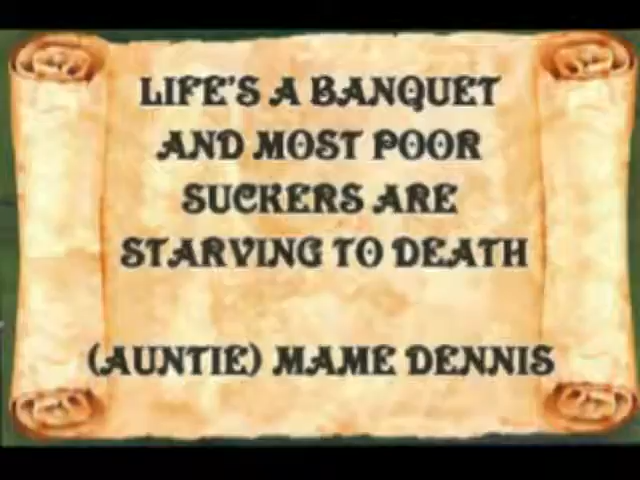 LIFE'S A BANQUET
AND MOST POOR
SUCKERS ARE
STARVING TO DEATH
(AUNTIE) MAME DENNIS